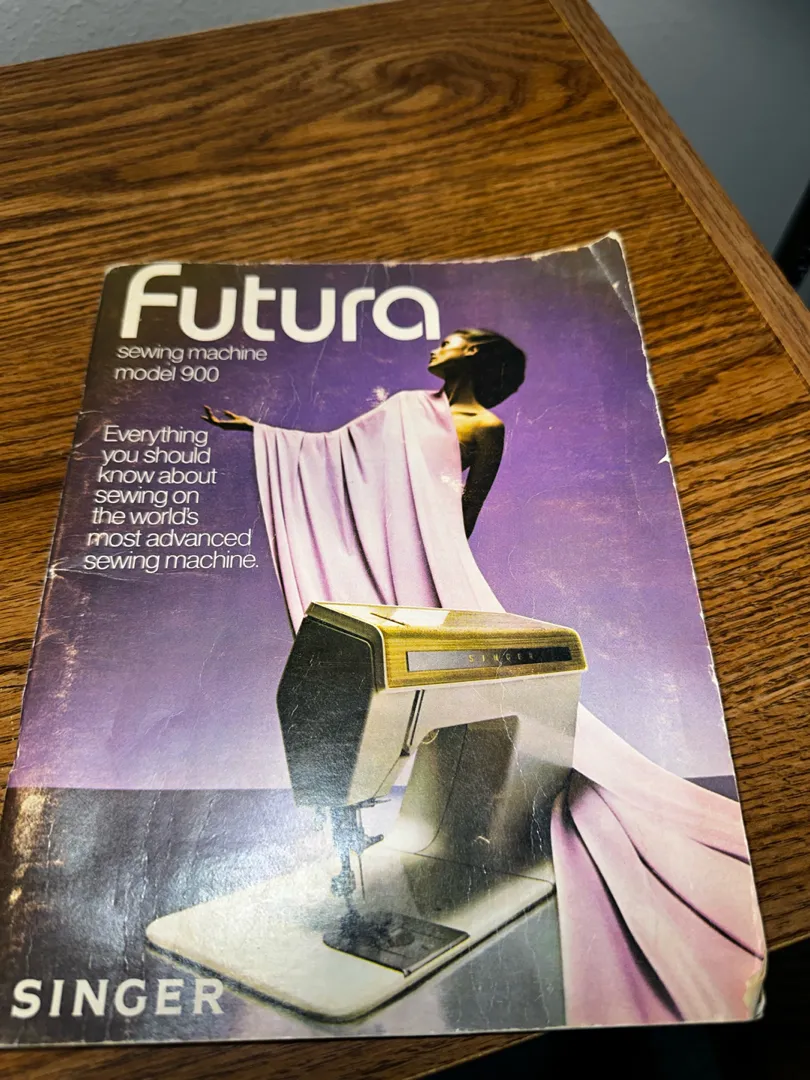 Futura
sewing machine
model 900
Everything
you should
know about
sewing on
the world's
most advanced
sewing machine.
SINGER
SINGER